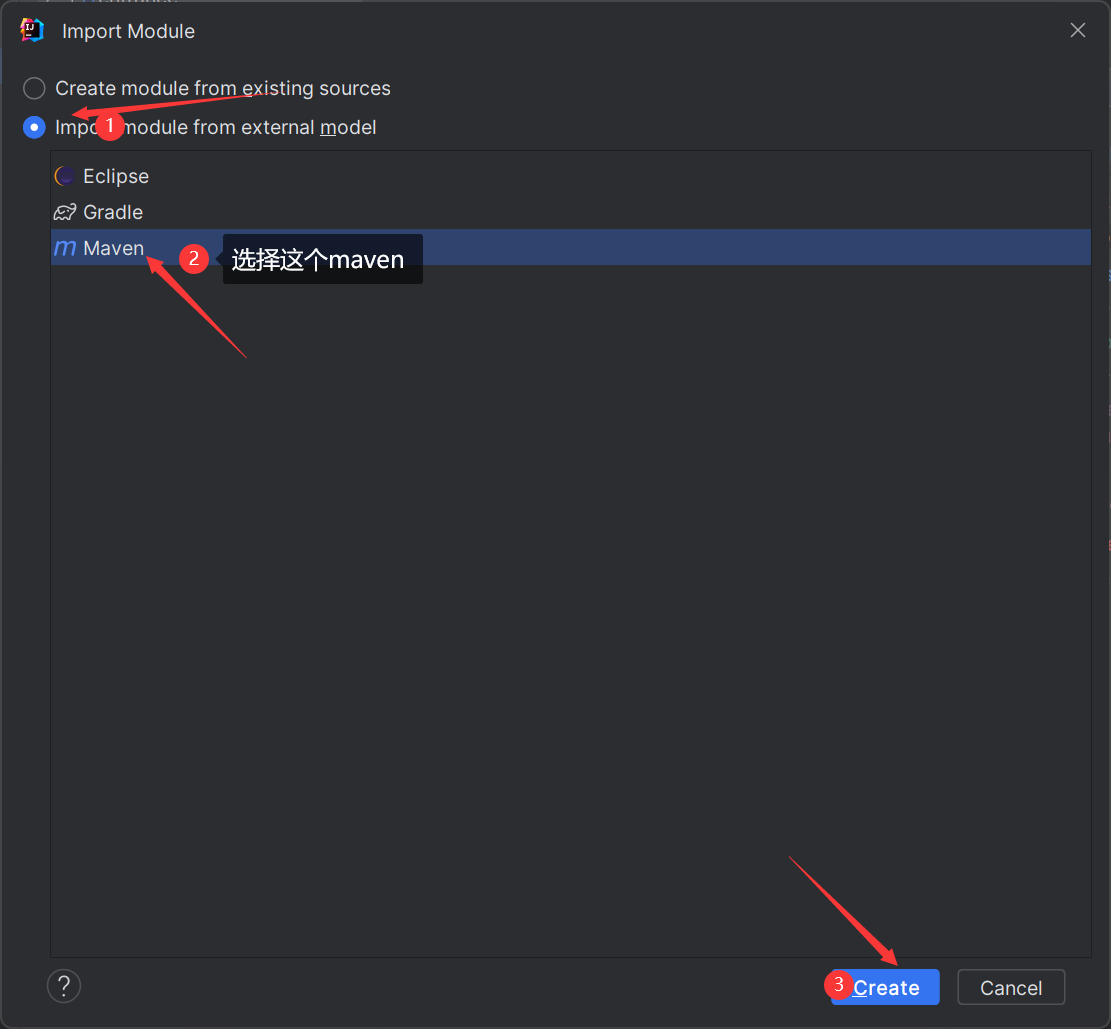 Import Module
Create module from existing sources
Import module from external model
1
Eclipse
Gradle
m Maven
2
选择这个maven
?
3
Create
Cancel